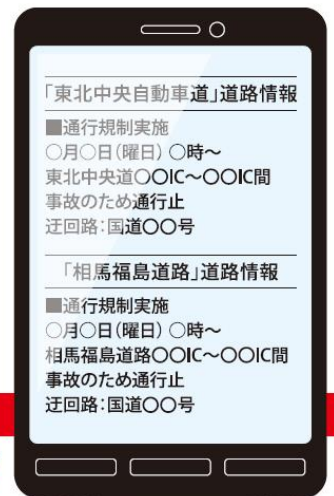 「東北中央自動車道」道路情報
■通行規制実施
○月○日(曜日) ○時～
東北中央道○○IC～○○IC間
事故のため通行止
迂回路：国道○○号
「相馬福島道路」道路情報
■通行規制実施
○月○日(曜日) ○時～
相馬福島道路○○IC～○○IC間
事故のため通行止
迂回路：国道○○号